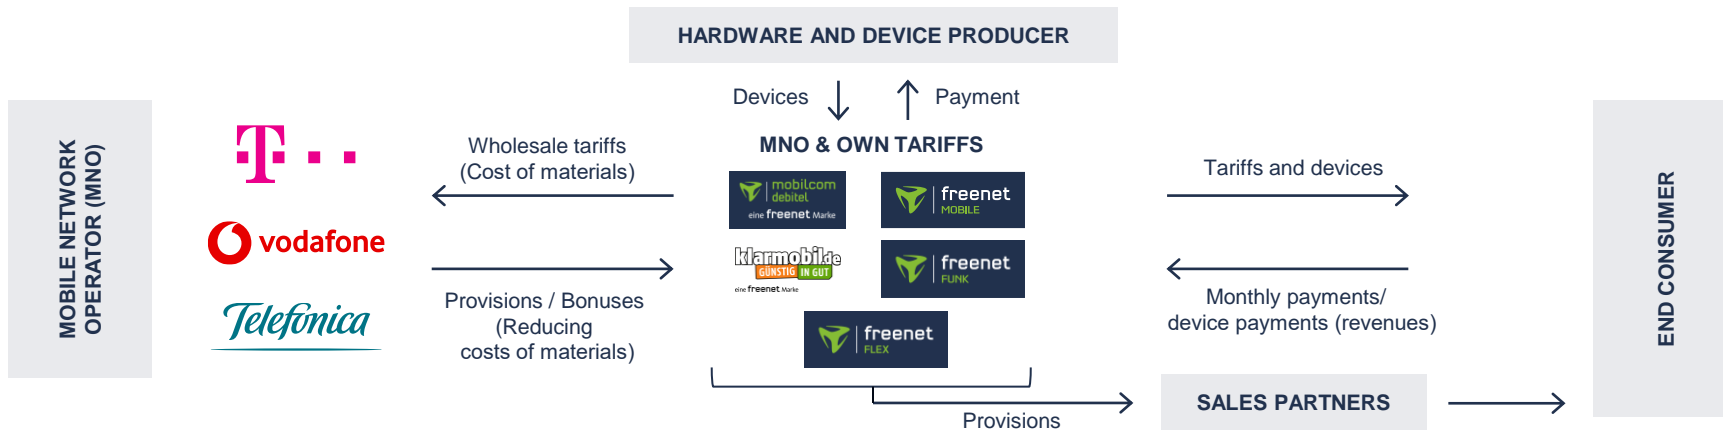 HARDWARE AND DEVICE PRODUCER
Devices
Payment
MOBILE NETWORK
OPERATOR (MNO)
T
vodafone
Telefónica
Wholesale tariffs
(Cost of materials)
Provisions / Bonuses
(Reducing
costs of materials)
MNO & OWN TARIFFS
mobilcom
debitel
eine freenet Marke
freenet
MOBILE
klarmobil.de
GÜNSTIG IN GUT
eine freenet Marke
freenet
FUNK
freenet
FLEX
Tariffs and devices
Monthly payments/
device payments (revenues)
END CONSUMER
Provisions
SALES PARTNERS